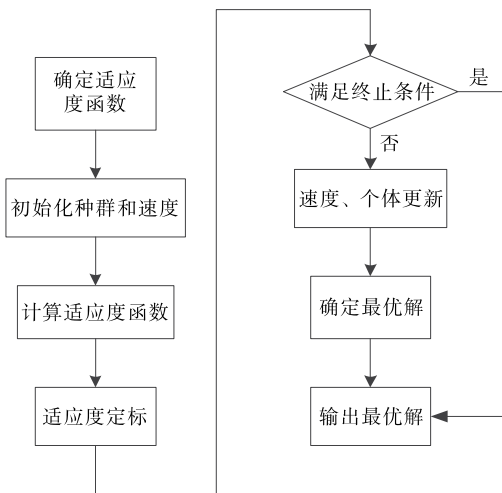 确定适应
度函数
初始化种群和速度
计算适应度函数
适应度定标
满足终止条件
是
否
速度、个体更新
确定最优解
输出最优解